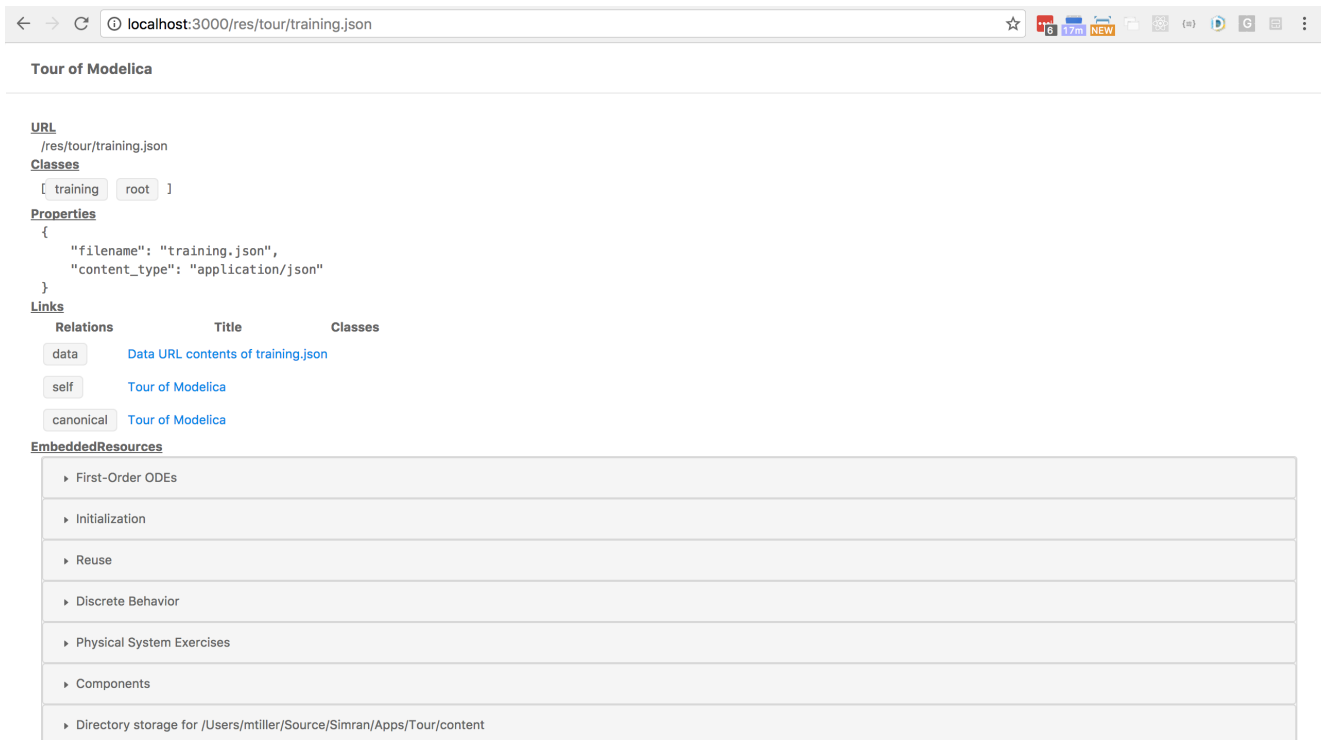 localhost:3000/res/tour/training.json
6
17m
NEW
{=}
D
G
Tour of Modelica
URL
/res/tour/training.json
Classes
[ training root ]
Properties
{
"filename": "training.json",
"content_type": "application/json"
}
Links
Relations Title Classes
data Data URL contents of training.json
self Tour of Modelica
canonical Tour of Modelica
EmbeddedResources
First-Order ODEs
Initialization
Reuse
Discrete Behavior
Physical System Exercises
Components
Directory storage for /Users/mtiller/Source/Simran/Apps/Tour/content